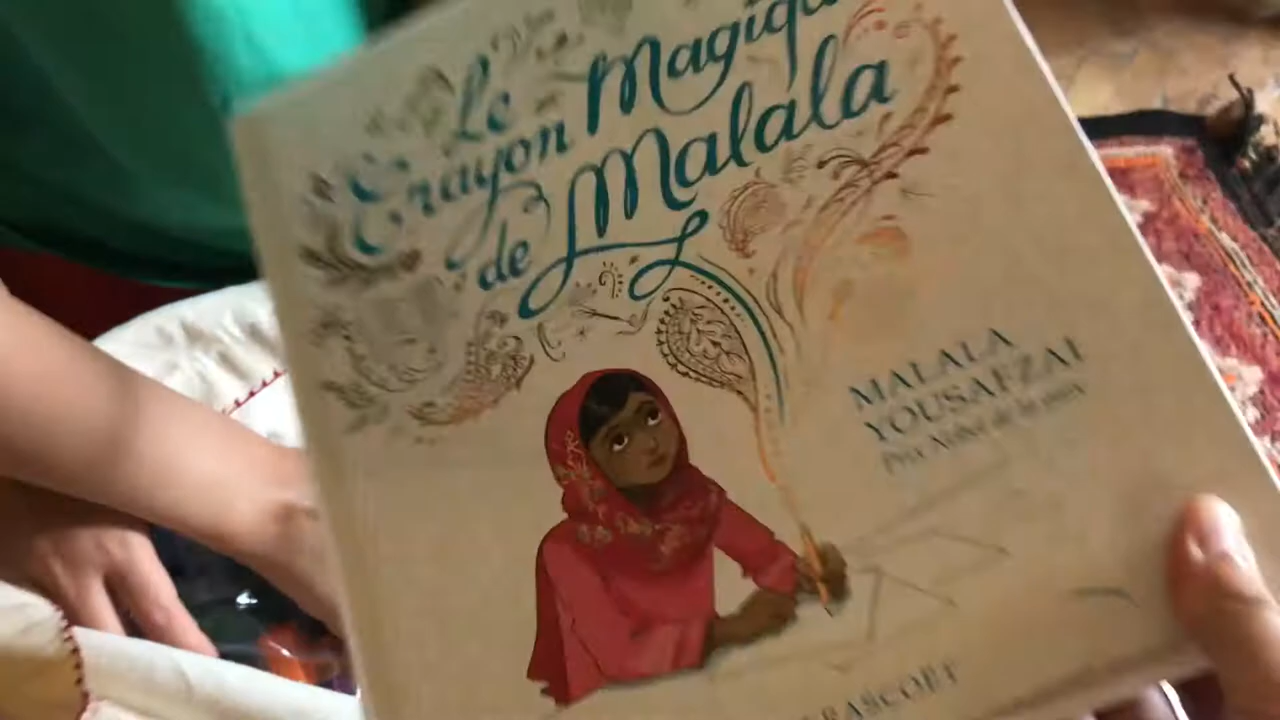 Le
Crayon Magique
de Malala
MALALA
YOUSAFZAI
Prix Nobel de la paix